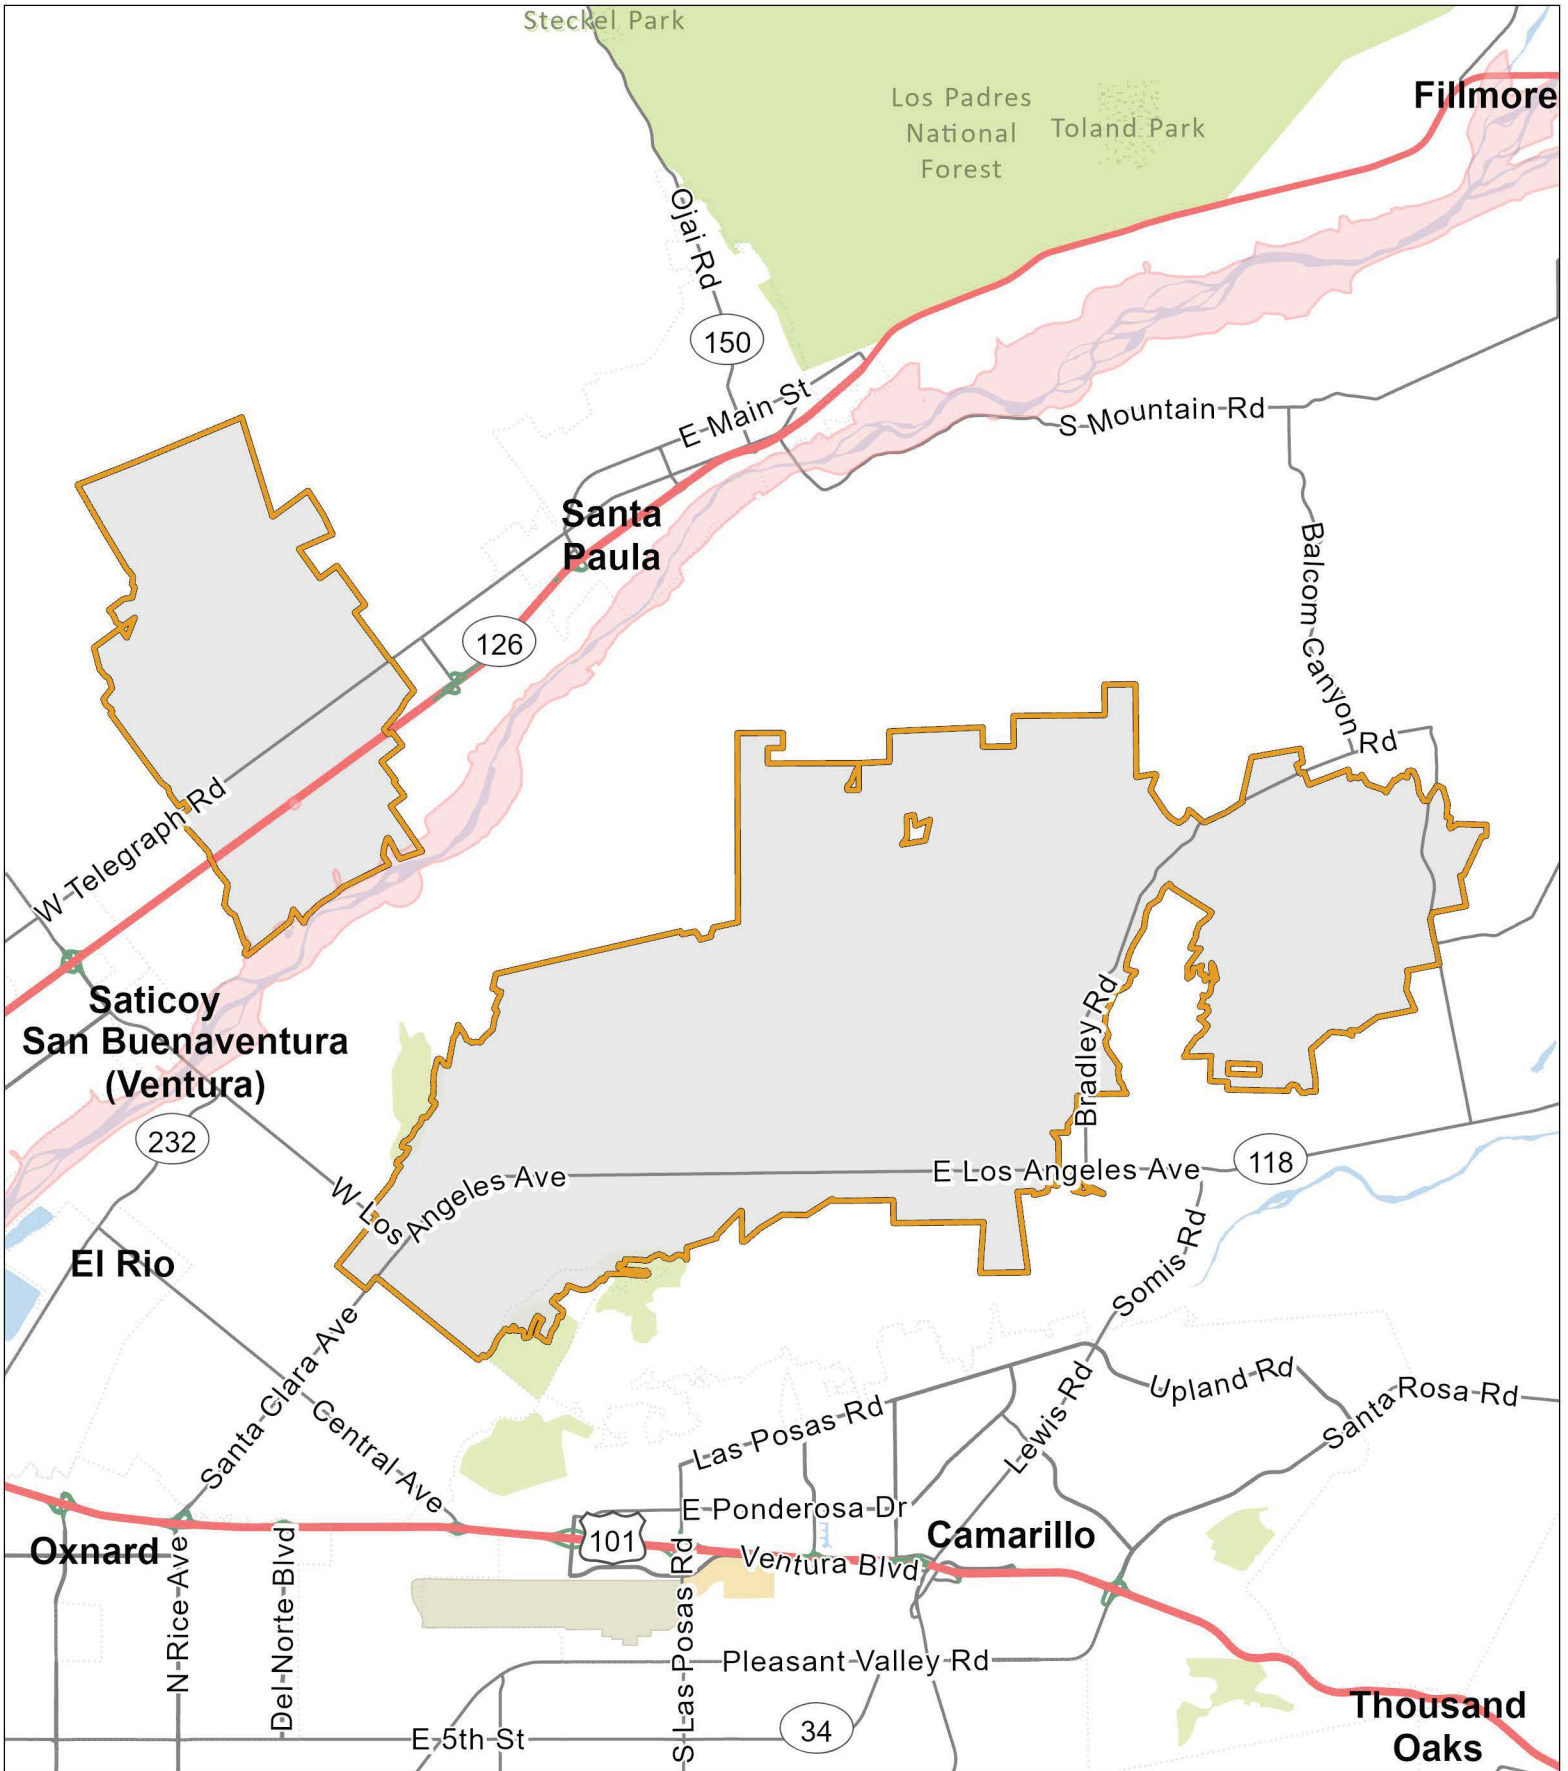 Steckel Park
Los Padres
National
Forest
Toland Park
Fillmore
Ojai Rd
150
E Main St
S Mountain Rd
Santa
Paula
Balcom Canyon Rd
126
W Telegraph Rd
Saticoy
San Buenaventura
(Ventura)
232
Bradley Rd
W Los Angeles Ave
E Los Angeles Ave
118
El Rio
Somis Rd
Santa Clara Ave
Central Ave
Las Posas Rd
Lewis Rd
Upland Rd
Santa Rosa Rd
E Ponderosa Dr
101
Oxnard
Camarillo
Ventura Blvd
N Rice Ave
Del Norte Blvd
S Las Posas Rd
Pleasant Valley Rd
E 5th St
34
Thousand
Oaks